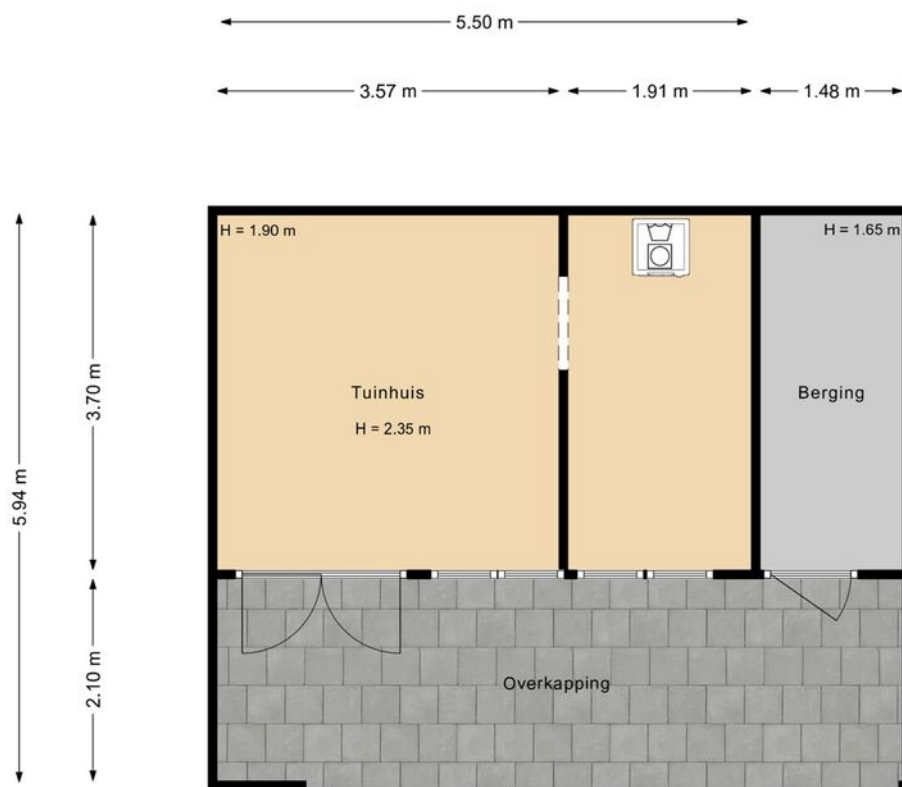 5.50 m
3.57 m
1.91 m
1.48 m
H = 1.90 m
H = 1.65 m
3.70 m
5.94 m
Tuinhuis
Berging
H = 2.35 m
2.10 m
Overkapping